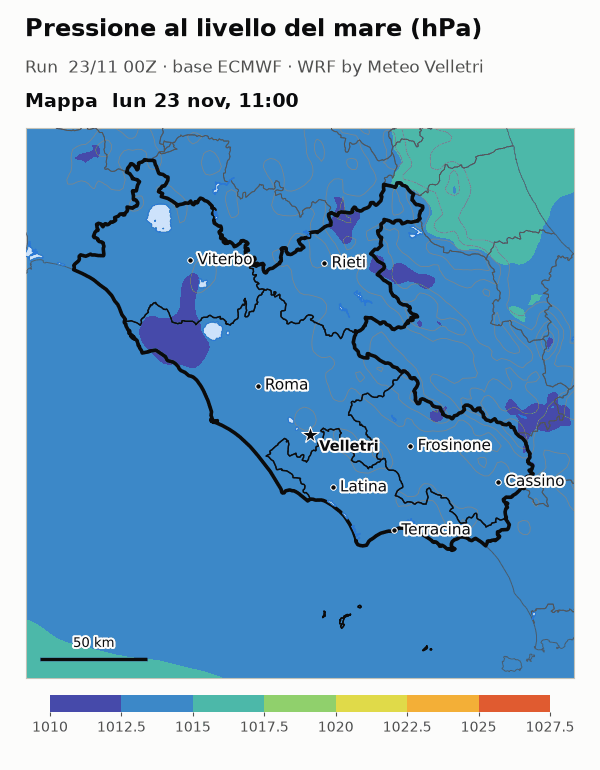 Pressione al livello del mare (hPa)
Run  23/11 00Z · base ECMWF · WRF by Meteo Velletri
Mappa  lun 23 nov, 11:00
Viterbo
Rieti
Roma
Velletri
Frosinone
Latina
Cassino
Terracina
50 km
1010 1012.5 1015 1017.5 1020 1022.5 1025 1027.5